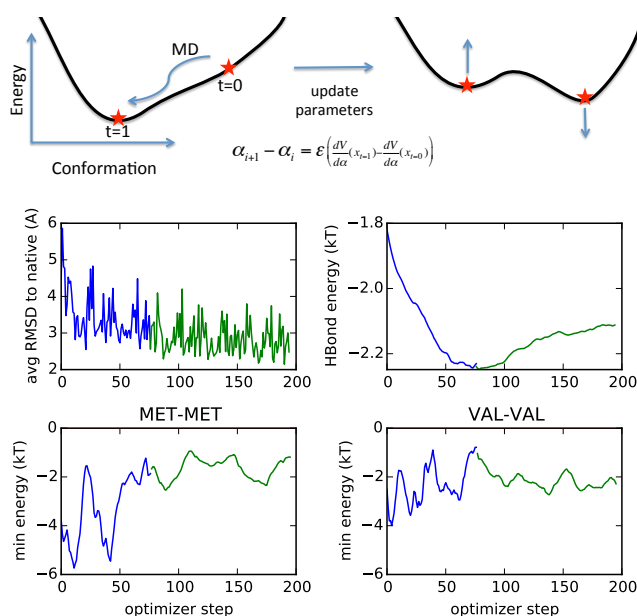 Energy
MD
t=0
t=1
Conformation
update
parameters
α_{i+1} − α_i = ε(dV/dα (x_{t=1}) − dV/dα (x_{t=0}))
avg RMSD to native (A)
6
5
4
3
2
0 50 100 150 200
HBond energy (kT)
−1.8
−2.0
−2.2
0 50 100 150 200
MET-MET
min energy (kT)
0
−2
−4
−6
0 50 100 150 200
optimizer step
VAL-VAL
min energy (kT)
0
−2
−4
−6
0 50 100 150 200
optimizer step